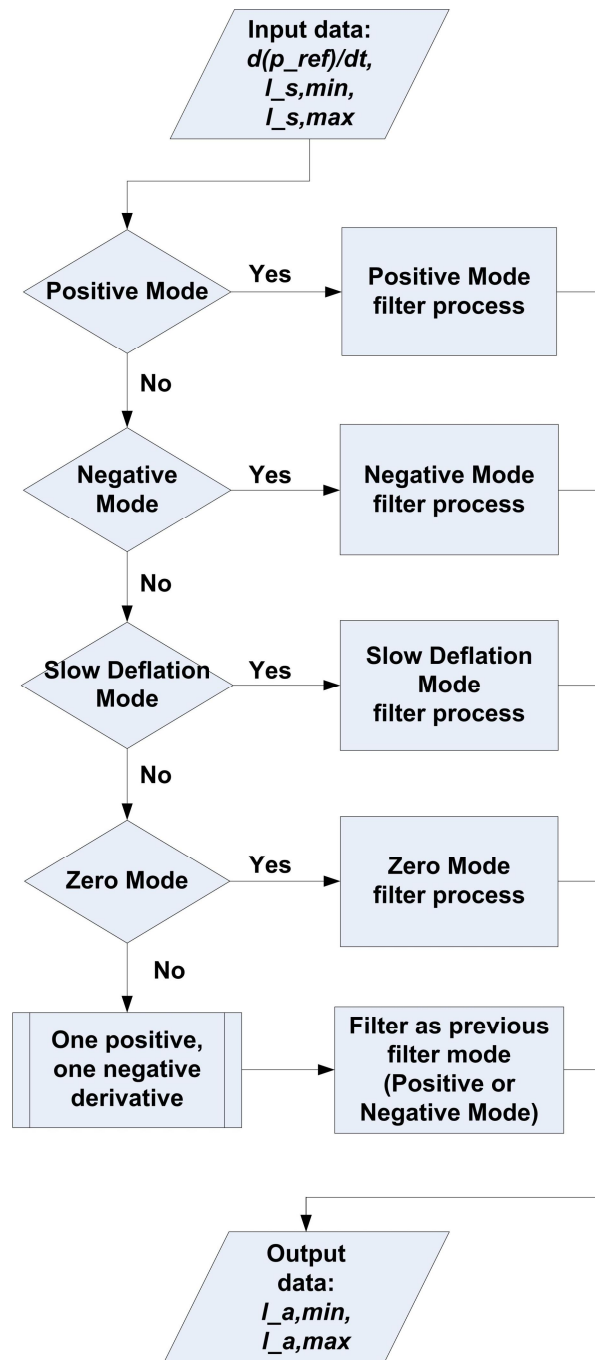 Input data:
d(p_ref)/dt,
I_s,min,
I_s,max
Positive Mode
Yes
Positive Mode
filter process
No
Negative
Mode
Yes
Negative Mode
filter process
No
Slow Deflation
Mode
Yes
Slow Deflation
Mode
filter process
No
Zero Mode
Yes
Zero Mode
filter process
No
One positive,
one negative
derivative
Filter as previous
filter mode
(Positive or
Negative Mode)
Output
data:
I_a,min,
I_a,max